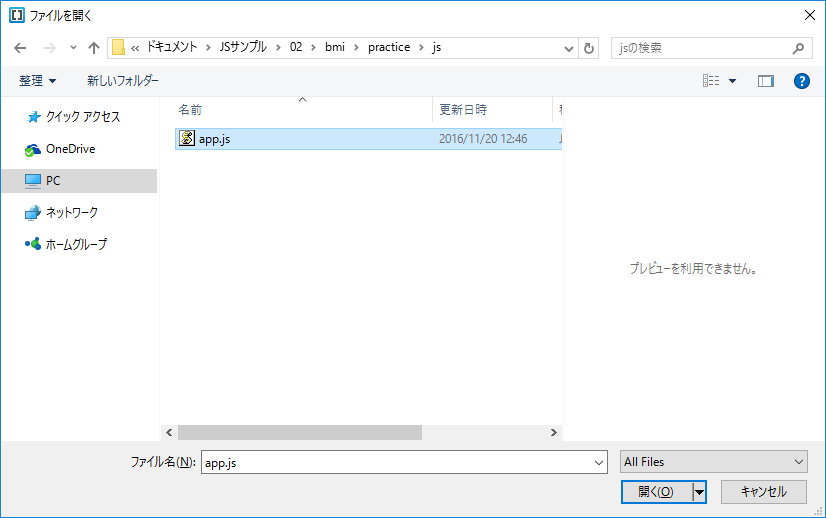 ファイルを開く
« ドキュメント > JSサンプル > 02 > bmi > practice > js
jsの検索
整理
新しいフォルダー
名前
更新日時
クイック アクセス
app.js
2016/11/20 12:46
OneDrive
PC
ネットワーク
ホームグループ
プレビューを利用できません。
ファイル名(N):
app.js
All Files
開く(O)
キャンセル